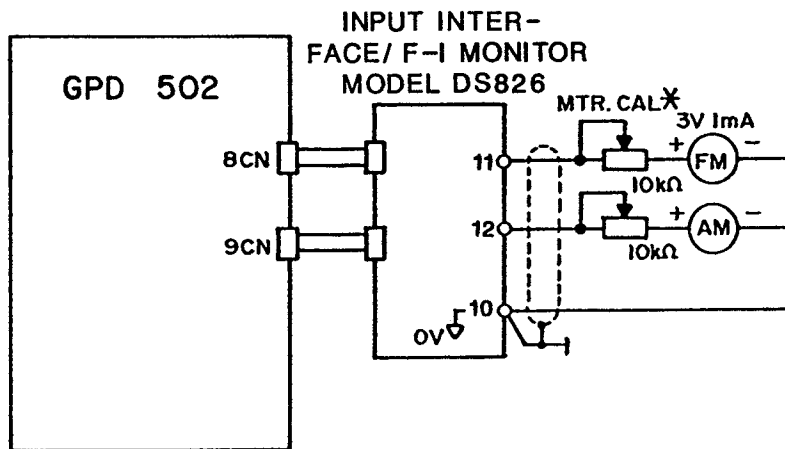 INPUT INTER-
FACE/ F-I MONITOR
MODEL DS826
GPD 502
MTR. CAL*
3V 1mA
8CN
11
+
FM
-
10kΩ
9CN
12
+
AM
-
10kΩ
10
0V